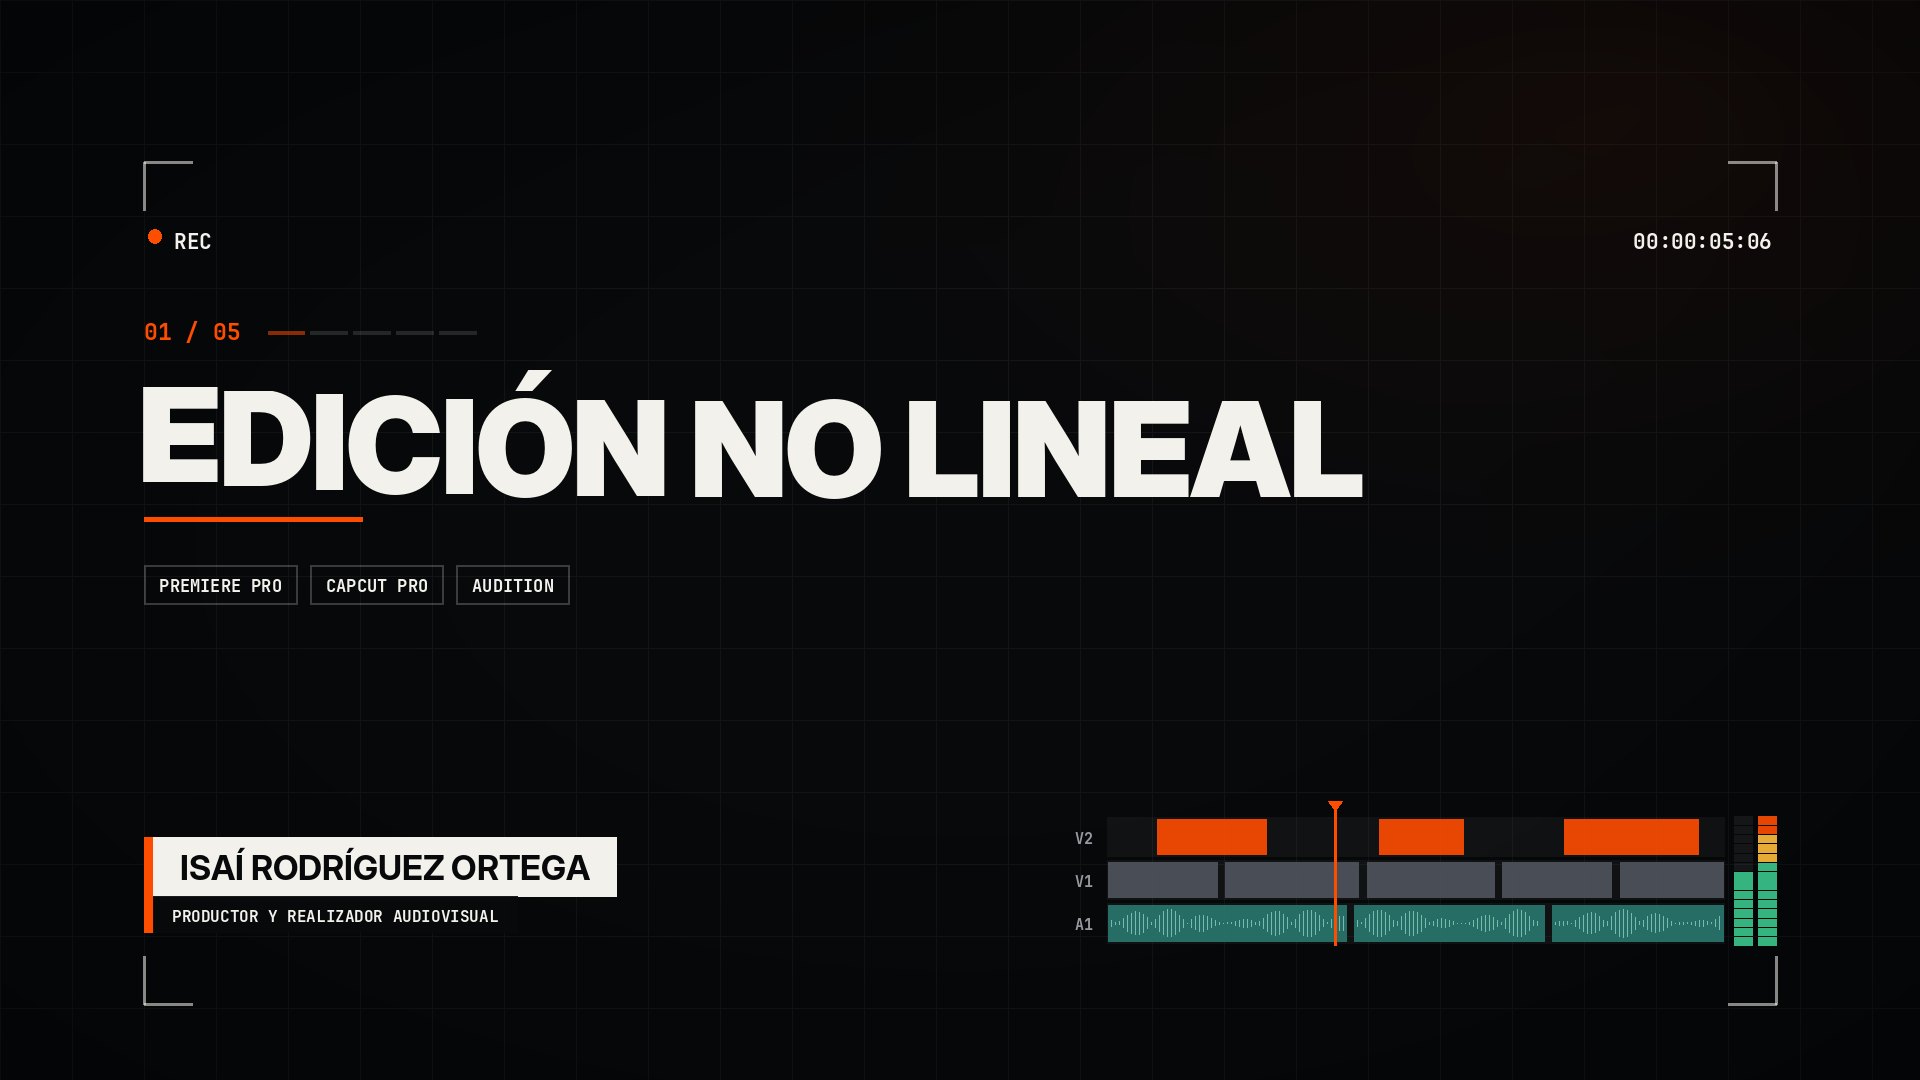 REC
00:00:05:06
01 / 05
EDICIÓN NO LINEAL
PREMIERE PRO
CAPCUT PRO
AUDITION
ISAÍ RODRÍGUEZ ORTEGA
PRODUCTOR Y REALIZADOR AUDIOVISUAL
V2
V1
A1